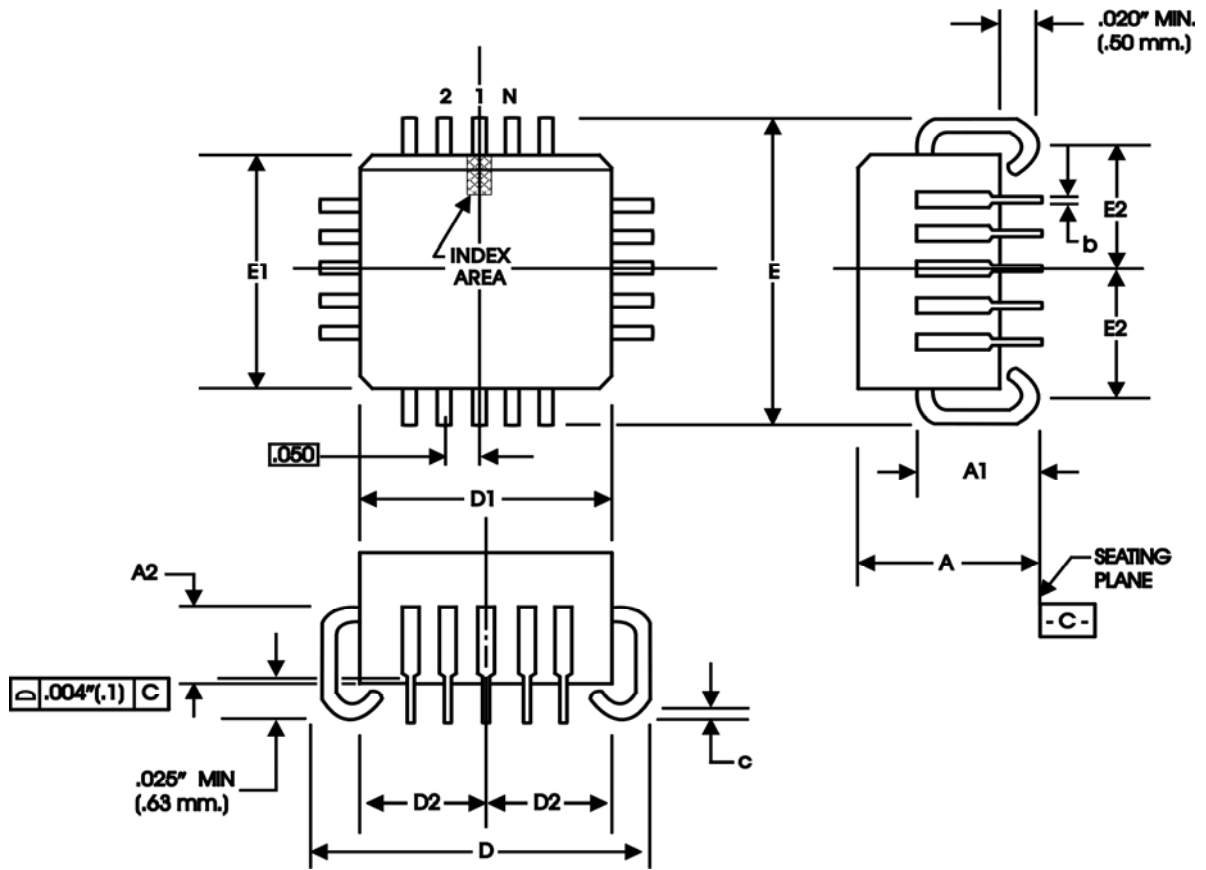 .020" MIN.
(.50 mm.)
2 1 N
E1
INDEX
AREA
E
E2
b
E2
.050
D1
A1
A
SEATING
PLANE
- C -
A2
⌓ .004"(.1) C
.025" MIN
(.63 mm.)
D2 D2
D
c